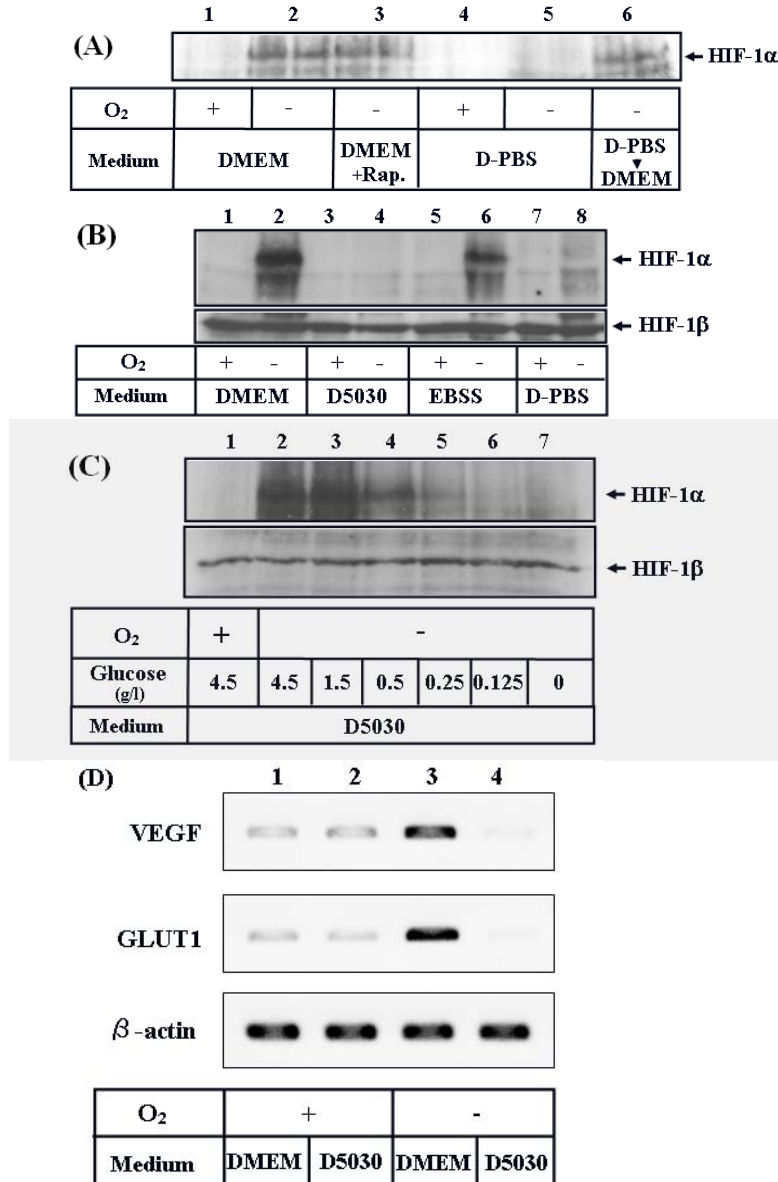 (A)
1 2 3 4 5 6
HIF-1α
O₂ + - - + - -
Medium DMEM DMEM +Rap. D-PBS D-PBS ▼ DMEM
(B)
1 2 3 4 5 6 7 8
HIF-1α
HIF-1β
O₂ + - + - + - + -
Medium DMEM D5030 EBSS D-PBS
(C)
1 2 3 4 5 6 7
HIF-1α
HIF-1β
O₂ + -
Glucose (g/l) 4.5 4.5 1.5 0.5 0.25 0.125 0
Medium D5030
(D)
1 2 3 4
VEGF
GLUT1
β-actin
O₂ + -
Medium DMEM D5030 DMEM D5030